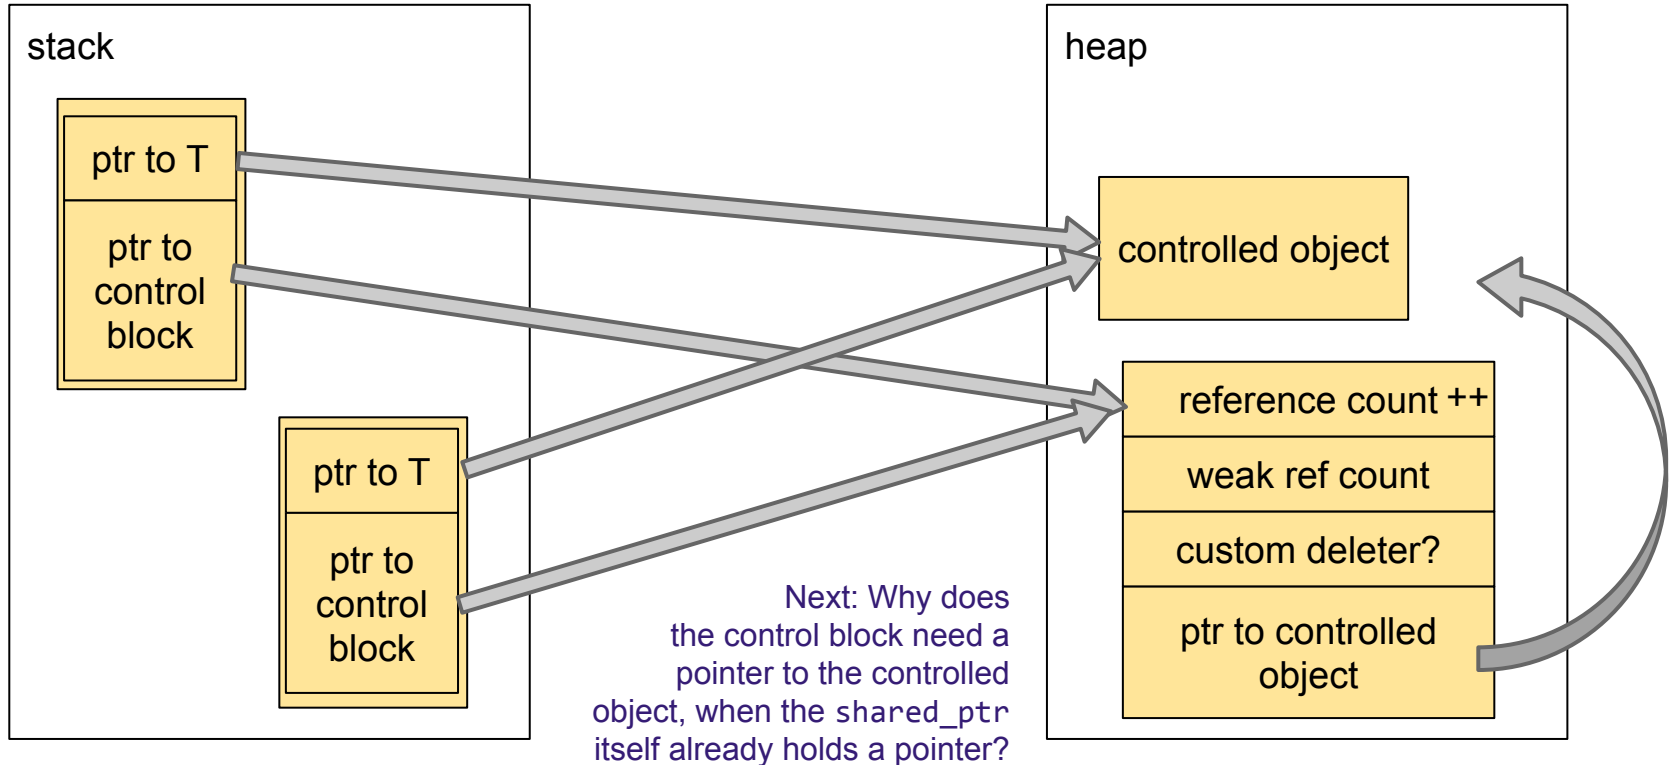 stack
ptr to T
ptr to
control
block
ptr to T
ptr to
control
block
heap
controlled object
reference count ++
weak ref count
custom deleter?
ptr to controlled
object
Next: Why does
the control block need a
pointer to the controlled
object, when the shared_ptr
itself already holds a pointer?